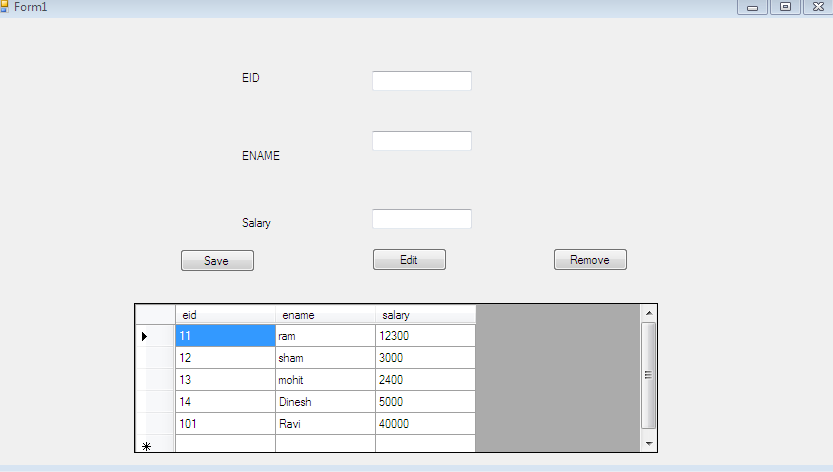 Form1
EID
ENAME
Salary
Save Edit Remove
eid ename salary
11 ram 12300
12 sham 3000
13 mohit 2400
14 Dinesh 5000
101 Ravi 40000